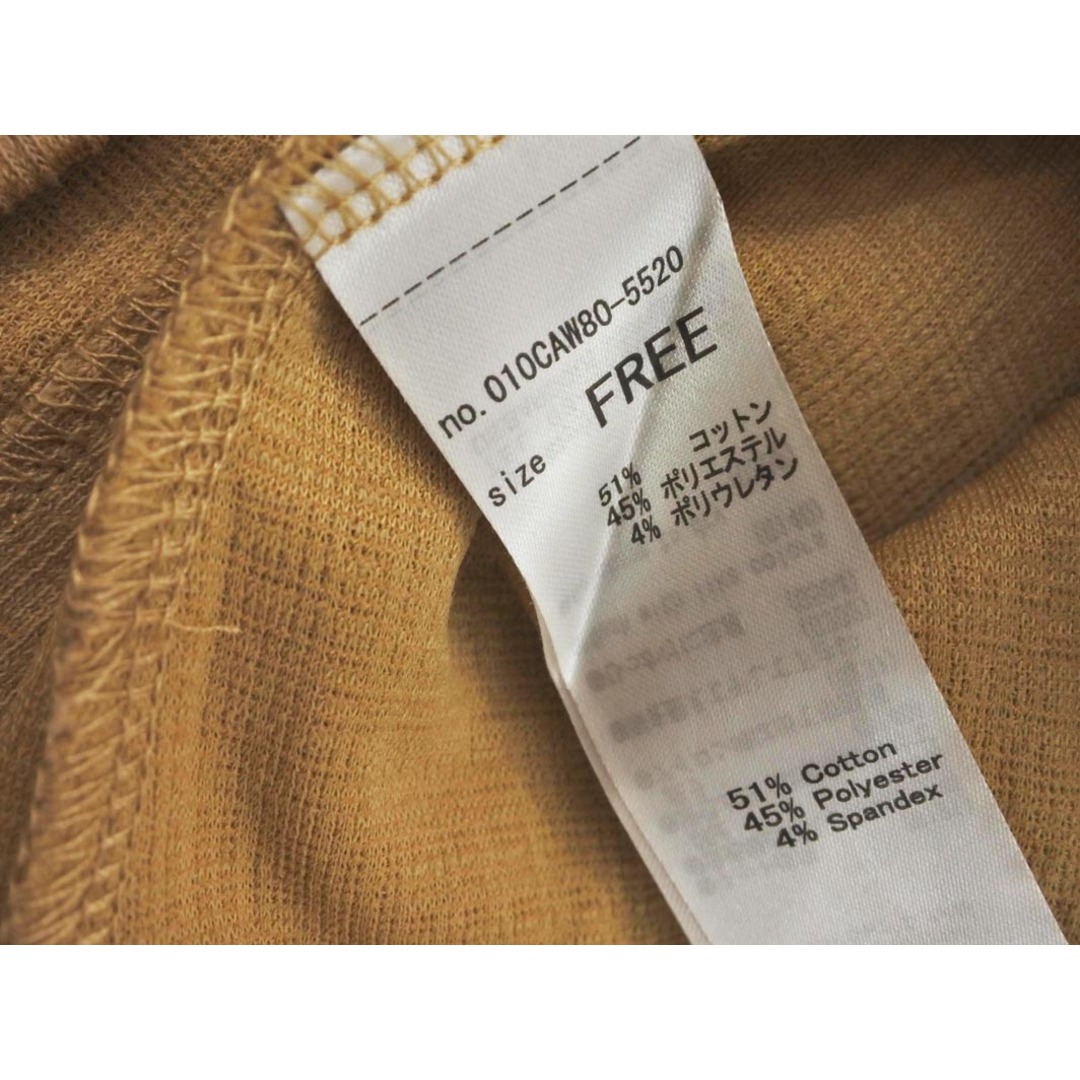 no.010CAW80-5520
size FREE
51% コットン
45% ポリエステル
4% ポリウレタン
51% Cotton
45% Polyester
4% Spandex